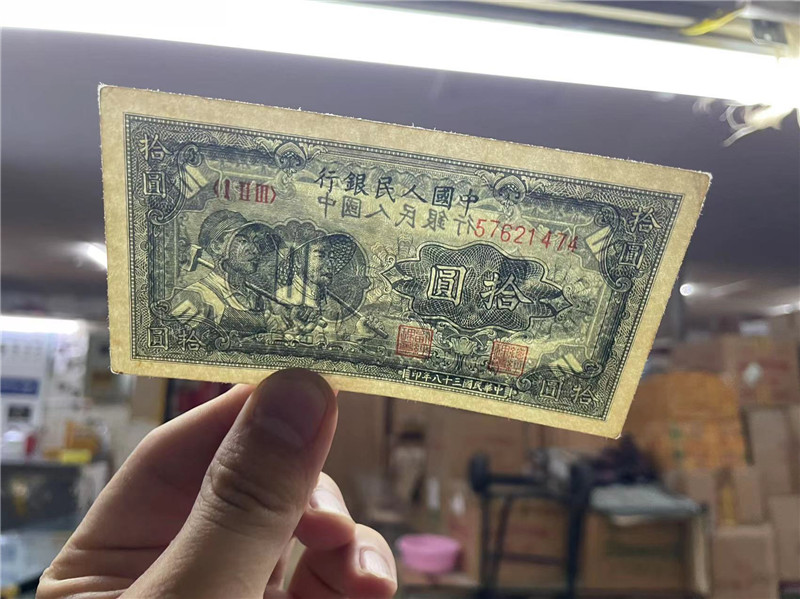 中國人民銀行
中國人民銀行
〈I II III〉
57621474
拾圓
拾圓
拾圓
拾圓
拾圓
中華民國三十八年印